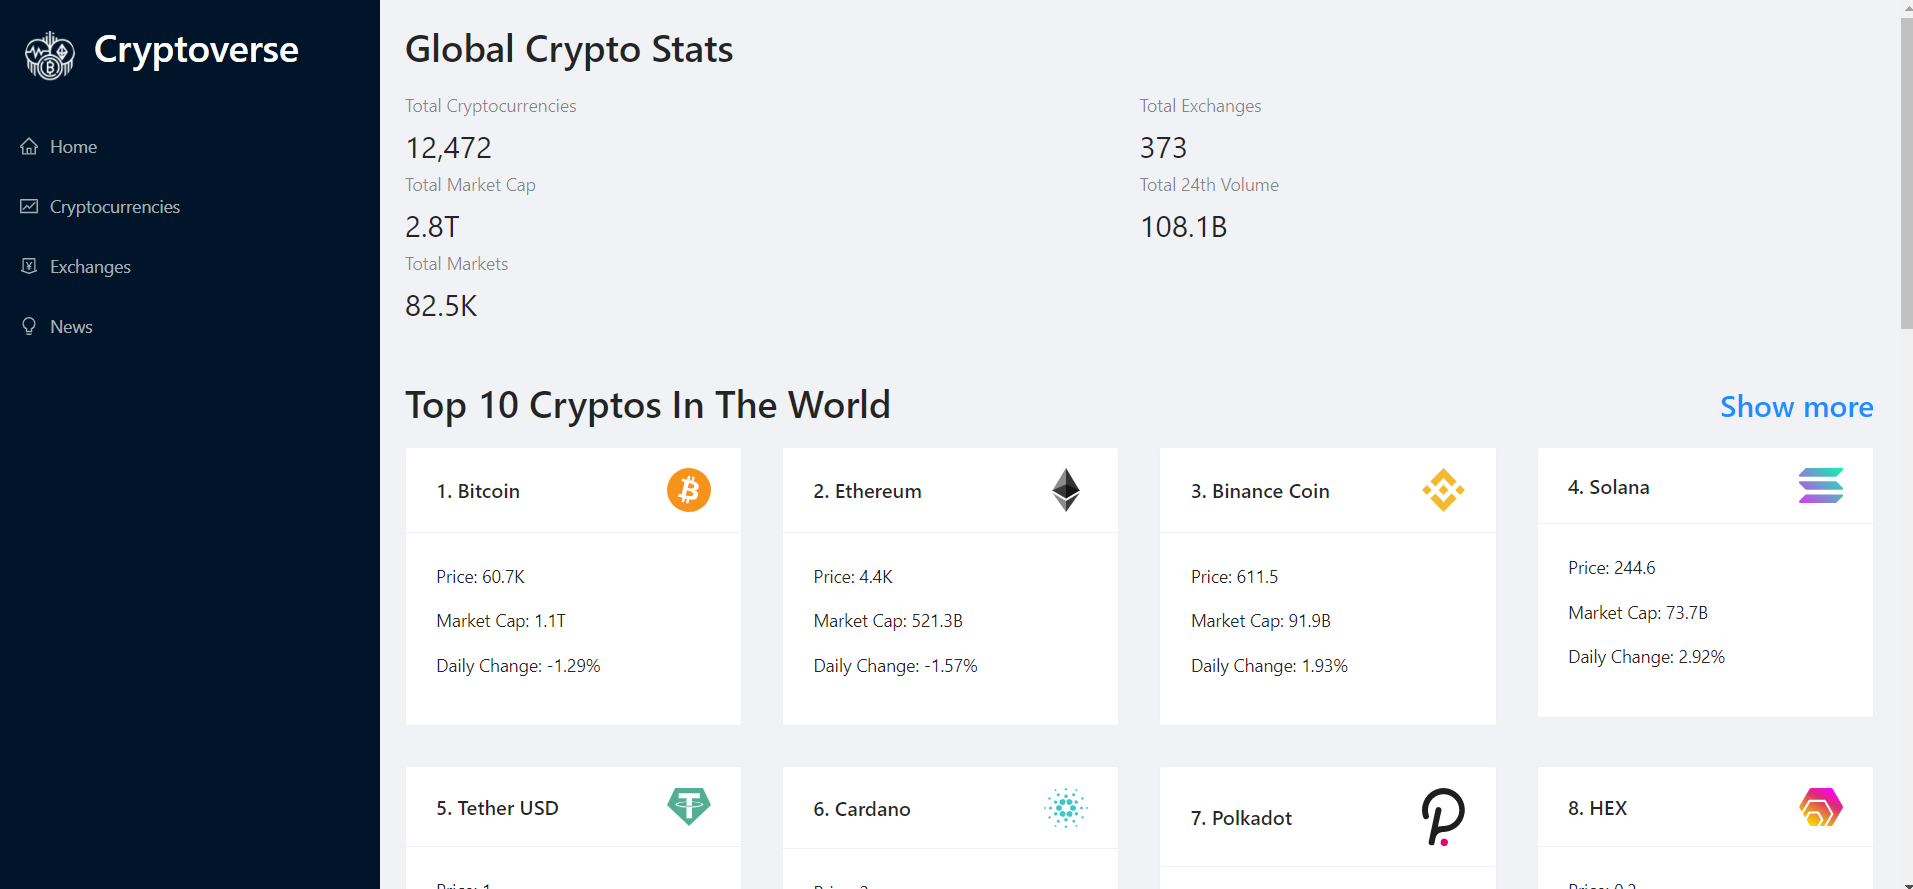 Cryptoverse
Home
Cryptocurrencies
Exchanges
News
Global Crypto Stats
Total Cryptocurrencies
12,472
Total Exchanges
373
Total Market Cap
2.8T
Total 24th Volume
108.1B
Total Markets
82.5K
Top 10 Cryptos In The World
Show more
1. Bitcoin
Price: 60.7K
Market Cap: 1.1T
Daily Change: -1.29%
2. Ethereum
Price: 4.4K
Market Cap: 521.3B
Daily Change: -1.57%
3. Binance Coin
Price: 611.5
Market Cap: 91.9B
Daily Change: 1.93%
4. Solana
Price: 244.6
Market Cap: 73.7B
Daily Change: 2.92%
5. Tether USD
6. Cardano
7. Polkadot
8. HEX